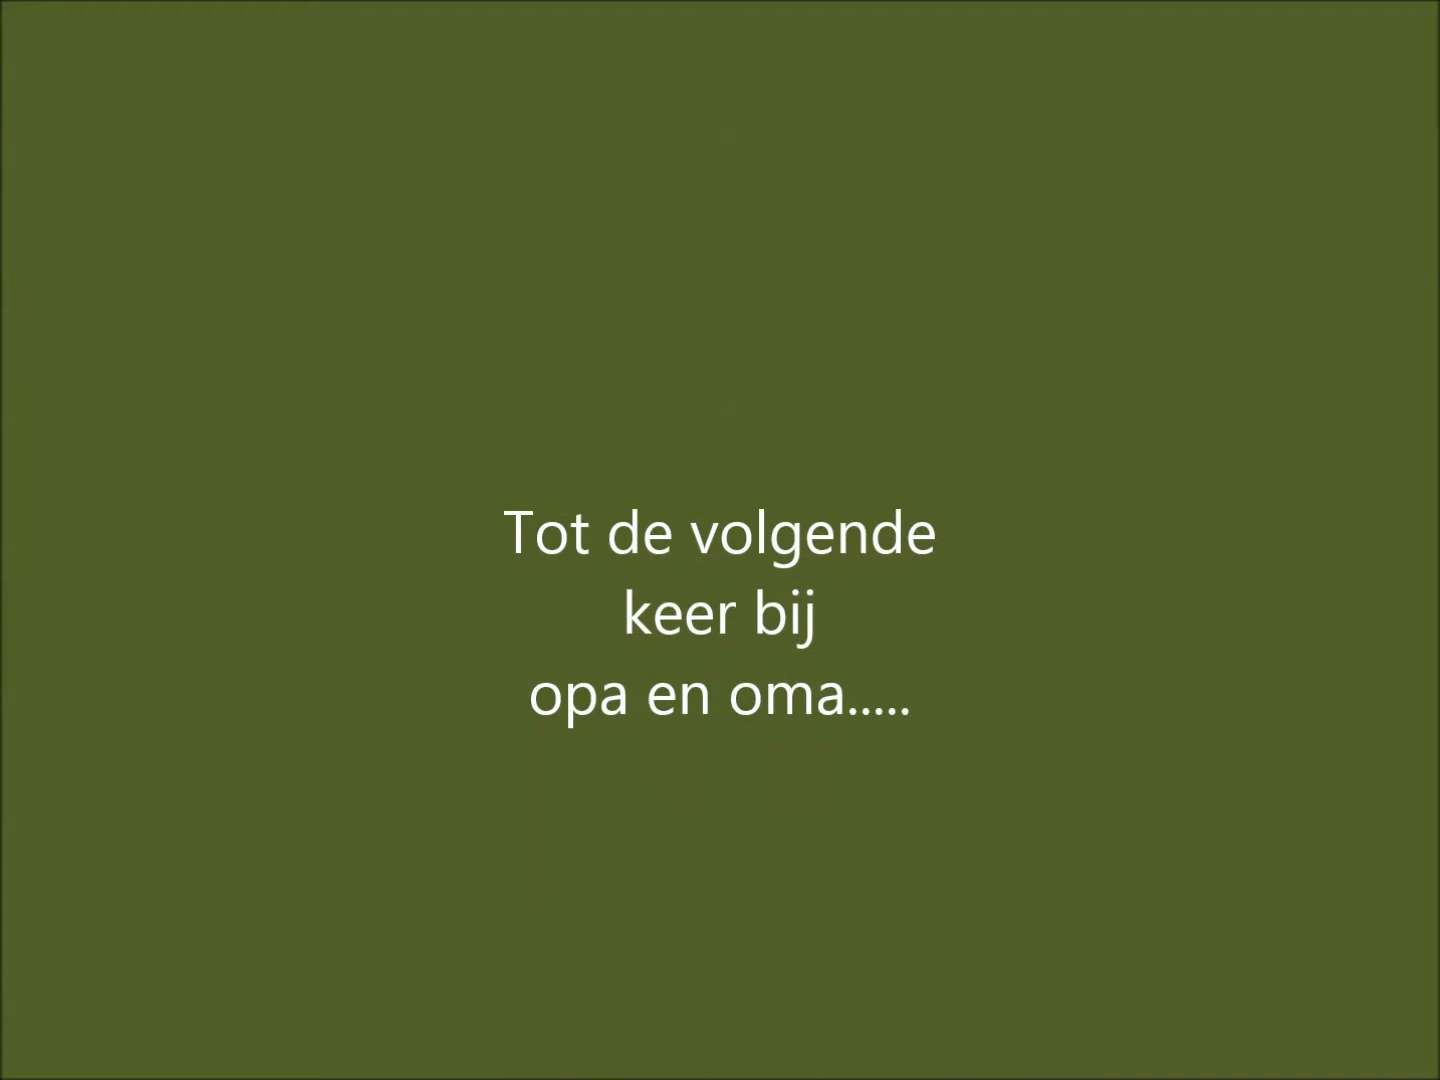 Tot de volgende
keer bij
opa en oma.....